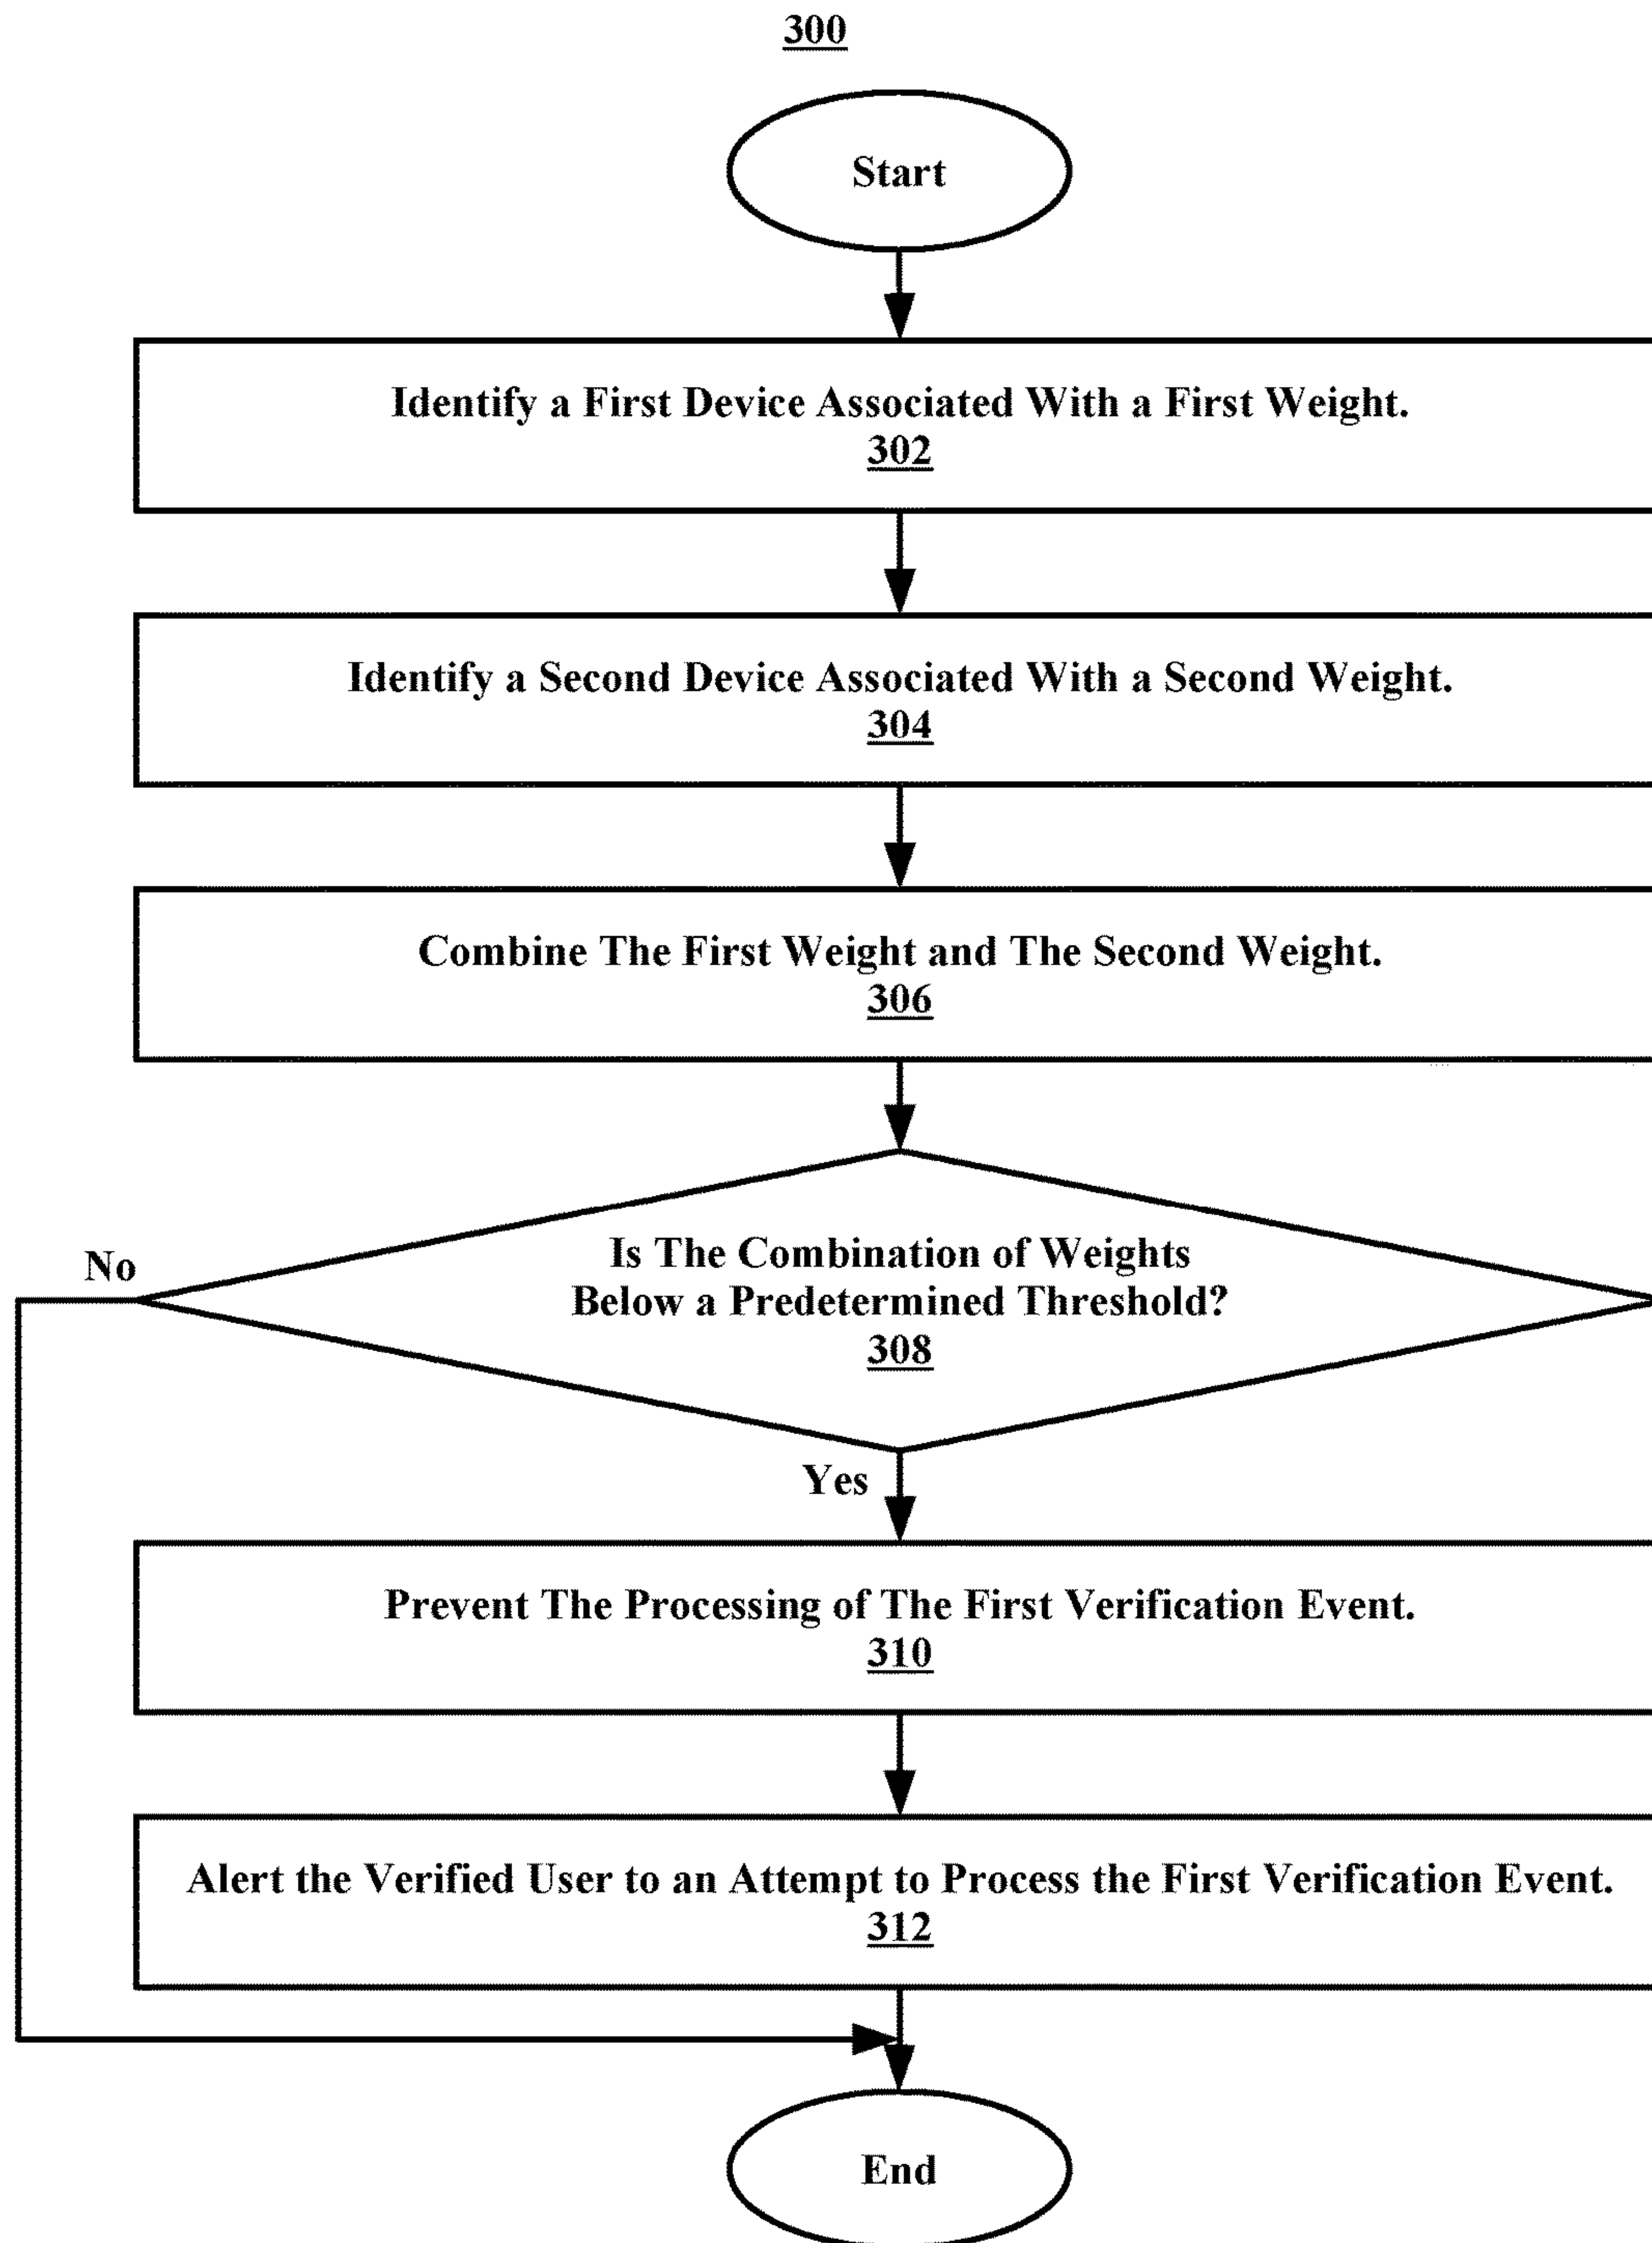 300
Start
Identify a First Device Associated With a First Weight.
302
Identify a Second Device Associated With a Second Weight.
304
Combine The First Weight and The Second Weight.
306
Is The Combination of Weights
Below a Predetermined Threshold?
308
No
Yes
Prevent The Processing of The First Verification Event.
310
Alert the Verified User to an Attempt to Process the First Verification Event.
312
End